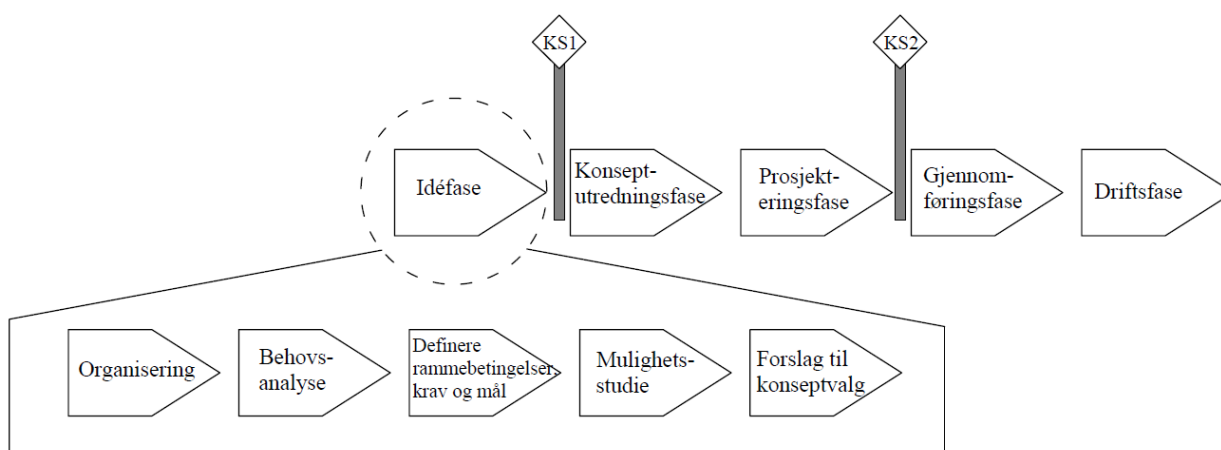 KS1
KS2
Idéfase
Konsept-
utredningsfase
Prosjekt-
eringsfase
Gjennom-
føringsfase
Driftsfase
Organisering
Behovs-
analyse
Definere
rammebetingelser,
krav og mål
Mulighets-
studie
Forslag til
konseptvalg